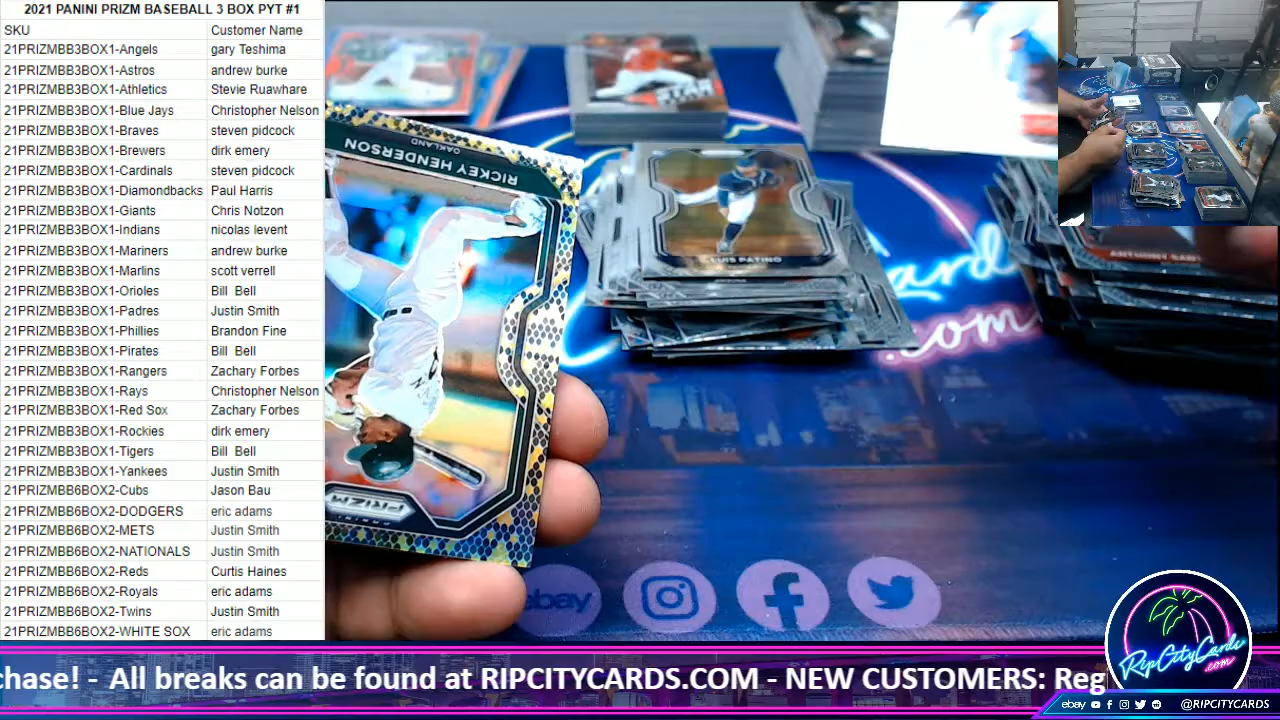 2021 PANINI PRIZM BASEBALL 3 BOX PYT #1
SKU Customer Name
21PRIZMBB3BOX1-Angels gary Teshima
21PRIZMBB3BOX1-Astros andrew burke
21PRIZMBB3BOX1-Athletics Stevie Ruawhare
21PRIZMBB3BOX1-Blue Jays Christopher Nelson
21PRIZMBB3BOX1-Braves steven pidcock
21PRIZMBB3BOX1-Brewers dirk emery
21PRIZMBB3BOX1-Cardinals steven pidcock
21PRIZMBB3BOX1-Diamondbacks Paul Harris
21PRIZMBB3BOX1-Giants Chris Notzon
21PRIZMBB3BOX1-Indians nicolas levent
21PRIZMBB3BOX1-Mariners andrew burke
21PRIZMBB3BOX1-Marlins scott verrell
21PRIZMBB3BOX1-Orioles Bill Bell
21PRIZMBB3BOX1-Padres Justin Smith
21PRIZMBB3BOX1-Phillies Brandon Fine
21PRIZMBB3BOX1-Pirates Bill Bell
21PRIZMBB3BOX1-Rangers Zachary Forbes
21PRIZMBB3BOX1-Rays Christopher Nelson
21PRIZMBB3BOX1-Red Sox Zachary Forbes
21PRIZMBB3BOX1-Rockies dirk emery
21PRIZMBB3BOX1-Tigers Bill Bell
21PRIZMBB3BOX1-Yankees Justin Smith
21PRIZMBB6BOX2-Cubs Jason Bau
21PRIZMBB6BOX2-DODGERS eric adams
21PRIZMBB6BOX2-METS Justin Smith
21PRIZMBB6BOX2-NATIONALS Justin Smith
21PRIZMBB6BOX2-Reds Curtis Haines
21PRIZMBB6BOX2-Royals eric adams
21PRIZMBB6BOX2-Twins Justin Smith
21PRIZMBB6BOX2-WHITE SOX eric adams
RICKEY HENDERSON
OAKLAND
PRIZM
PANINI
STAR
LUIS PATINO
ards
.com
ebay
RipCityCards
.com
chase! - All breaks can be found at RIPCITYCARDS.COM - NEW CUSTOMERS: Reg
ebay @RIPCITYCARDS